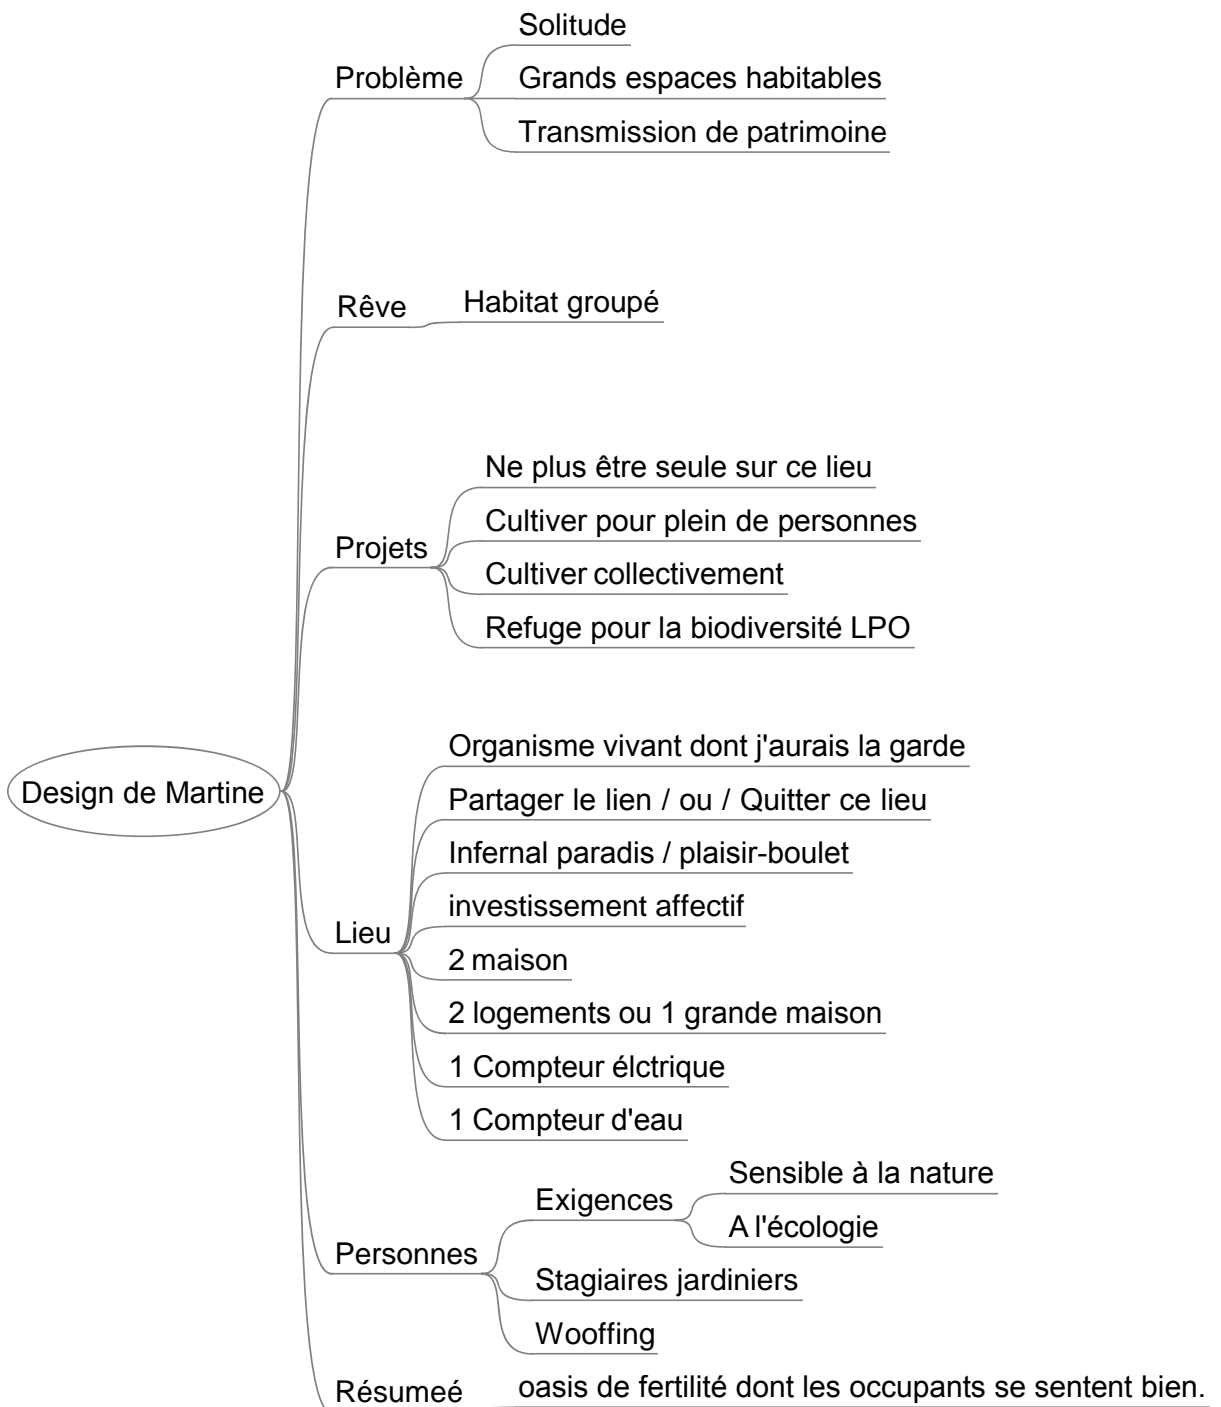 Solitude
Problème
Grands espaces habitables
Transmission de patrimoine
Rêve
Habitat groupé
Ne plus être seule sur ce lieu
Cultiver pour plein de personnes
Projets
Cultiver collectivement
Refuge pour la biodiversité LPO
Organisme vivant dont j'aurais la garde
Design de Martine
Partager le lien / ou / Quitter ce lieu
Infernal paradis / plaisir-boulet
investissement affectif
Lieu
2 maison
2 logements ou 1 grande maison
1 Compteur élctrique
1 Compteur d'eau
Sensible à la nature
Exigences
A l'écologie
Personnes
Stagiaires jardiniers
Wooffing
Résumeé
oasis de fertilité dont les occupants se sentent bien.